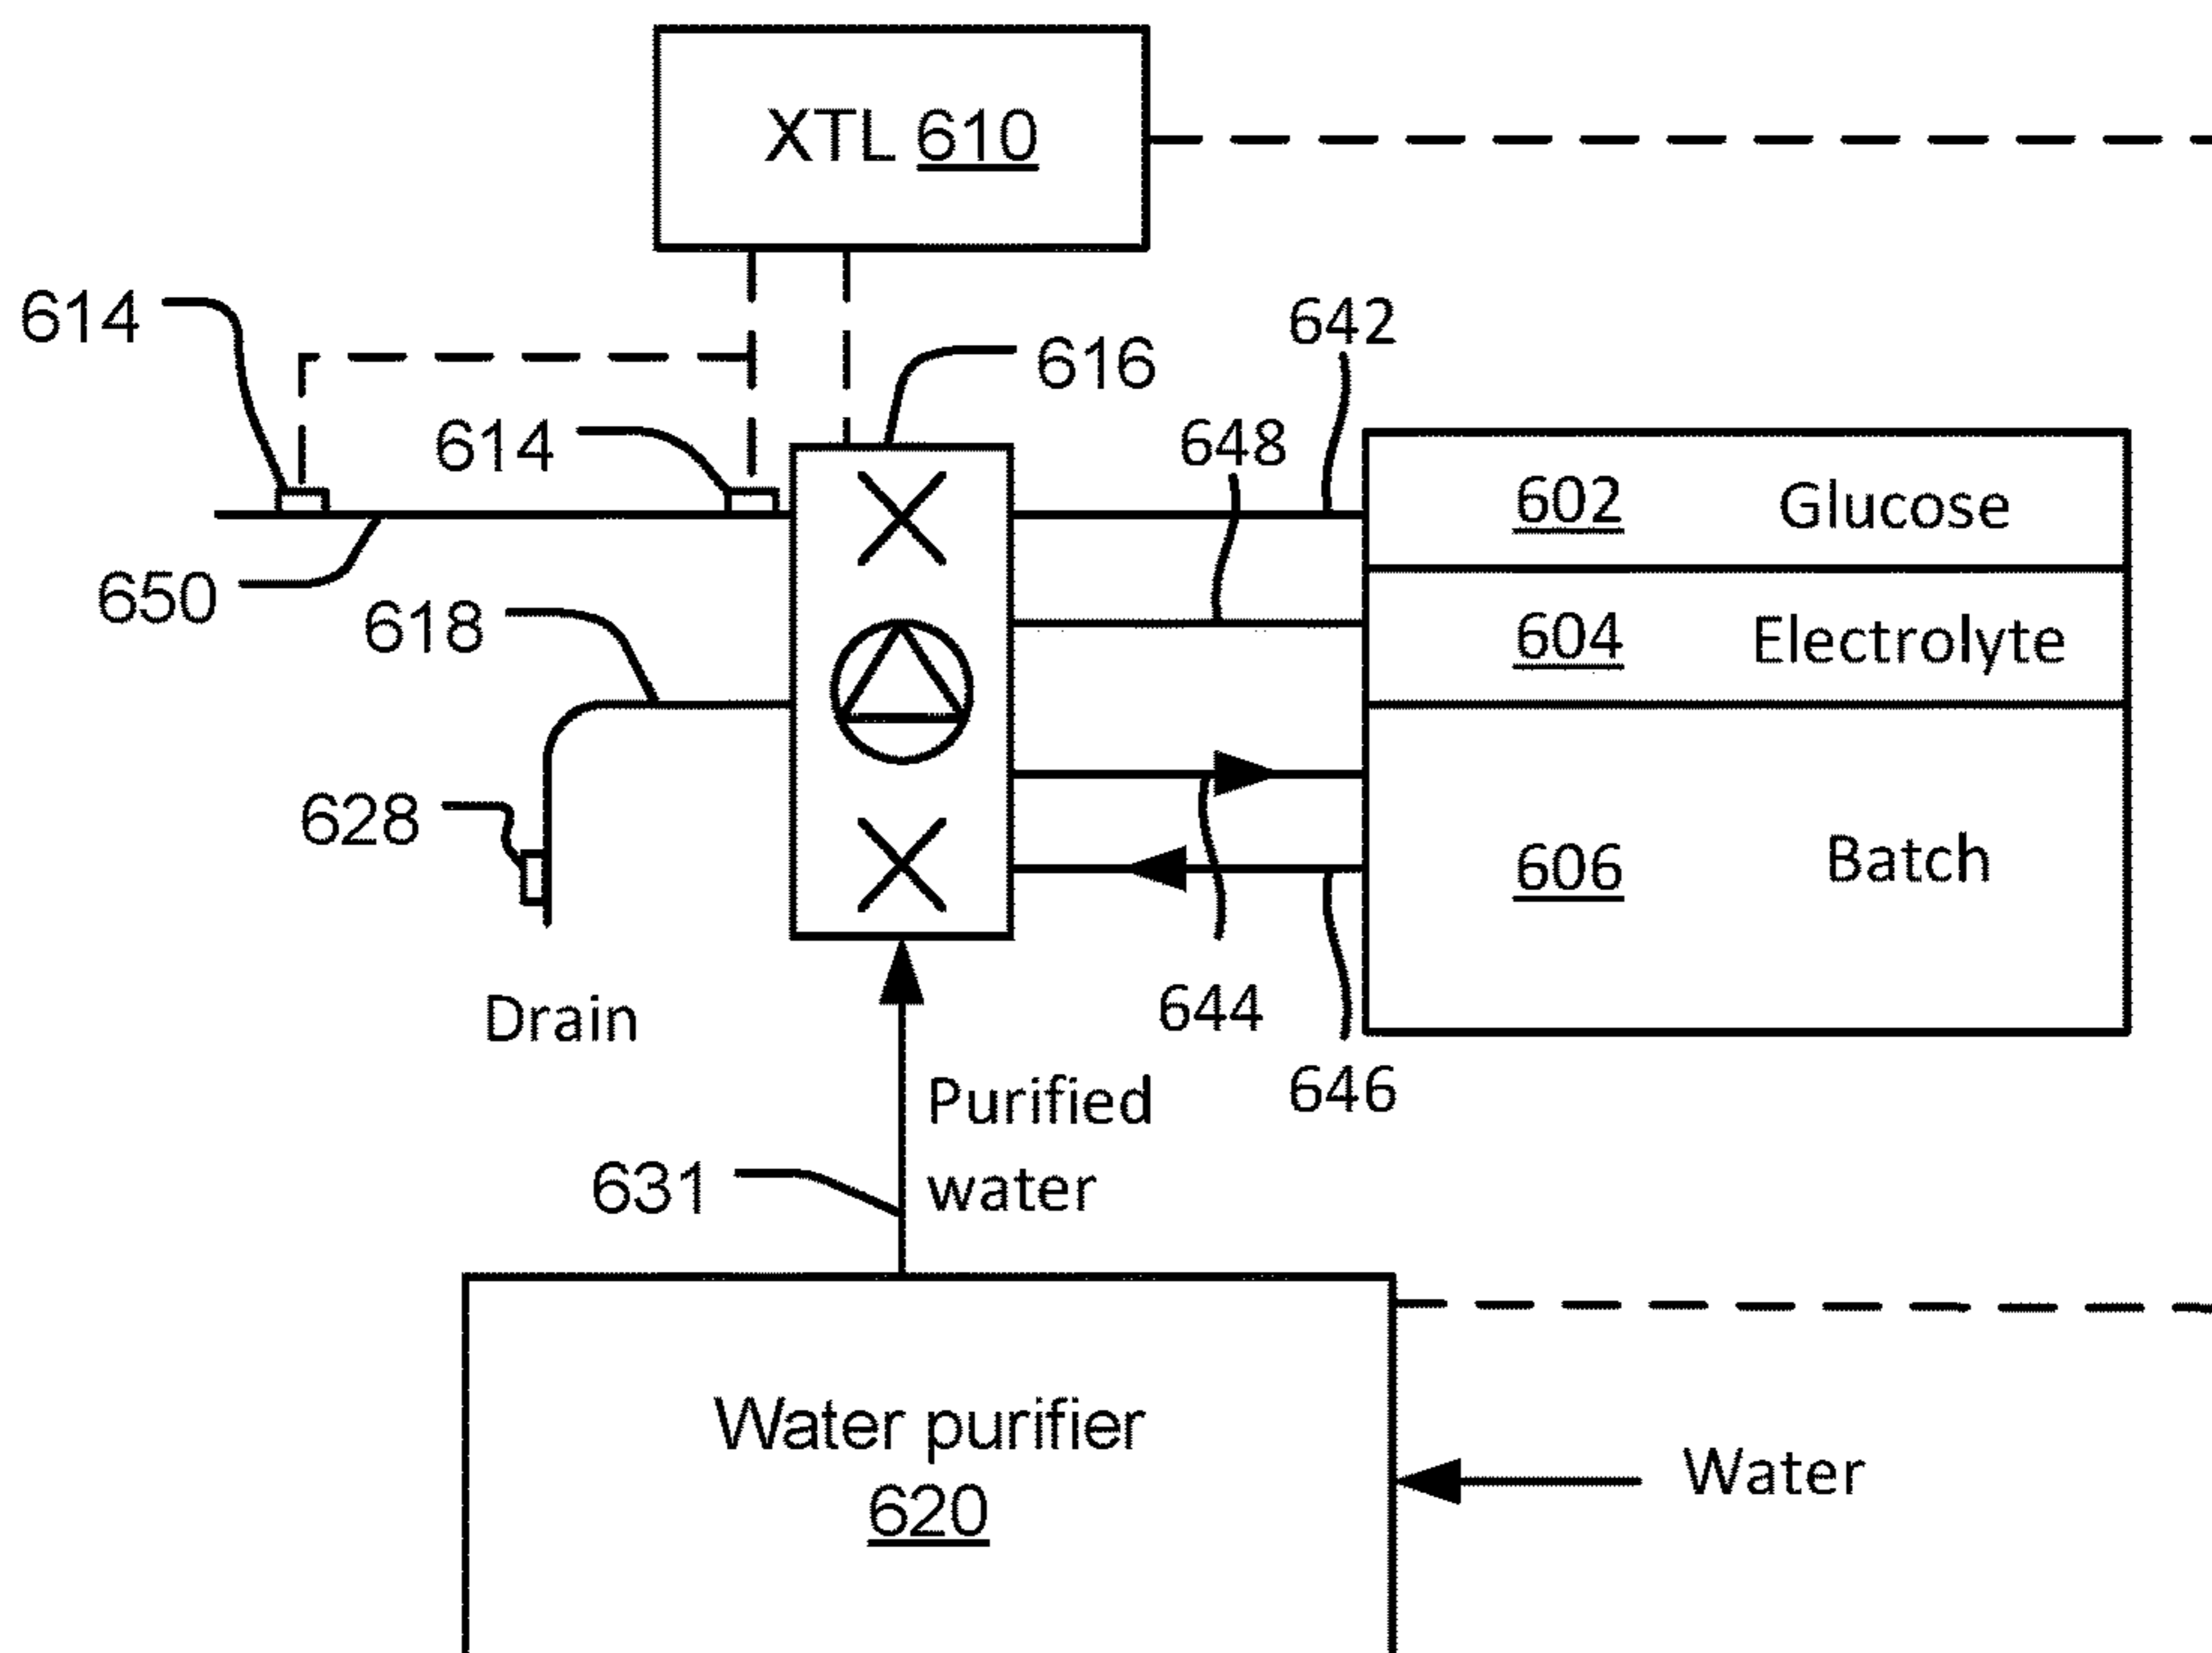 XTL 610
614
642
616
614
648
602 Glucose
650
618
604 Electrolyte
628
606 Batch
644
Drain
646
Purified
water
631
Water purifier
620
Water